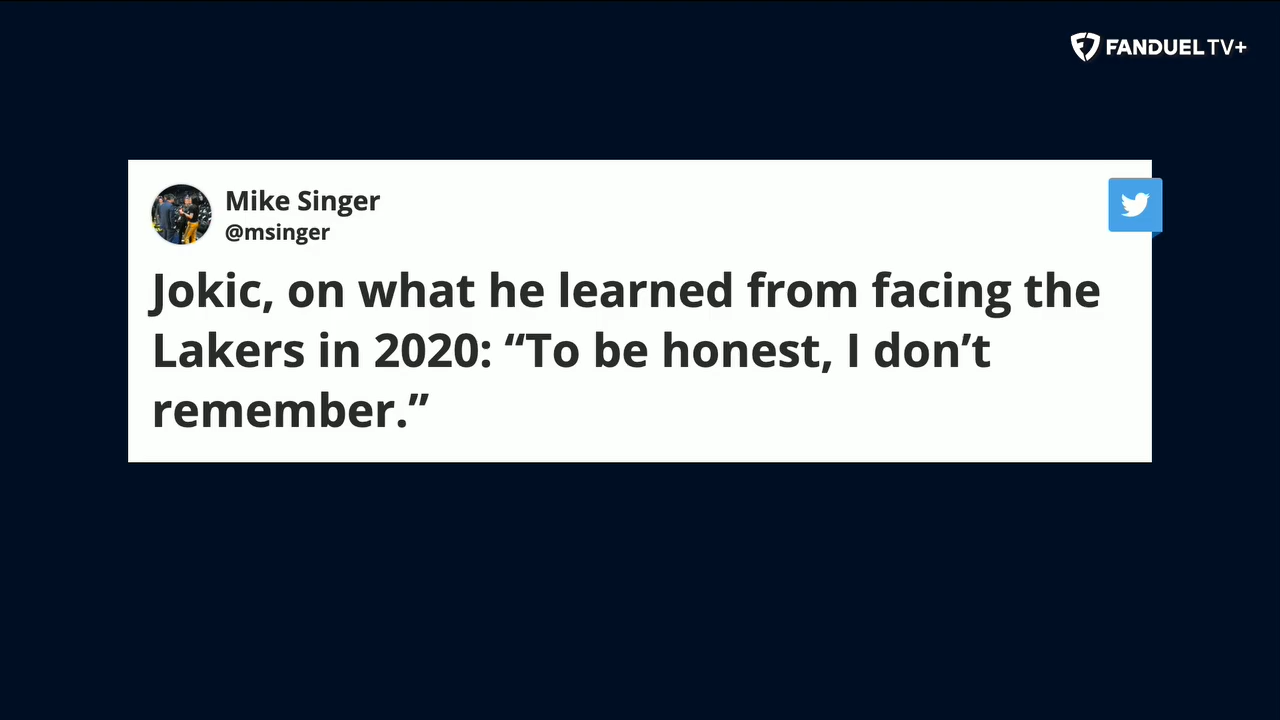 FANDUEL TV+
Mike Singer
@msinger
Jokic, on what he learned from facing the
Lakers in 2020: “To be honest, I don’t
remember.”